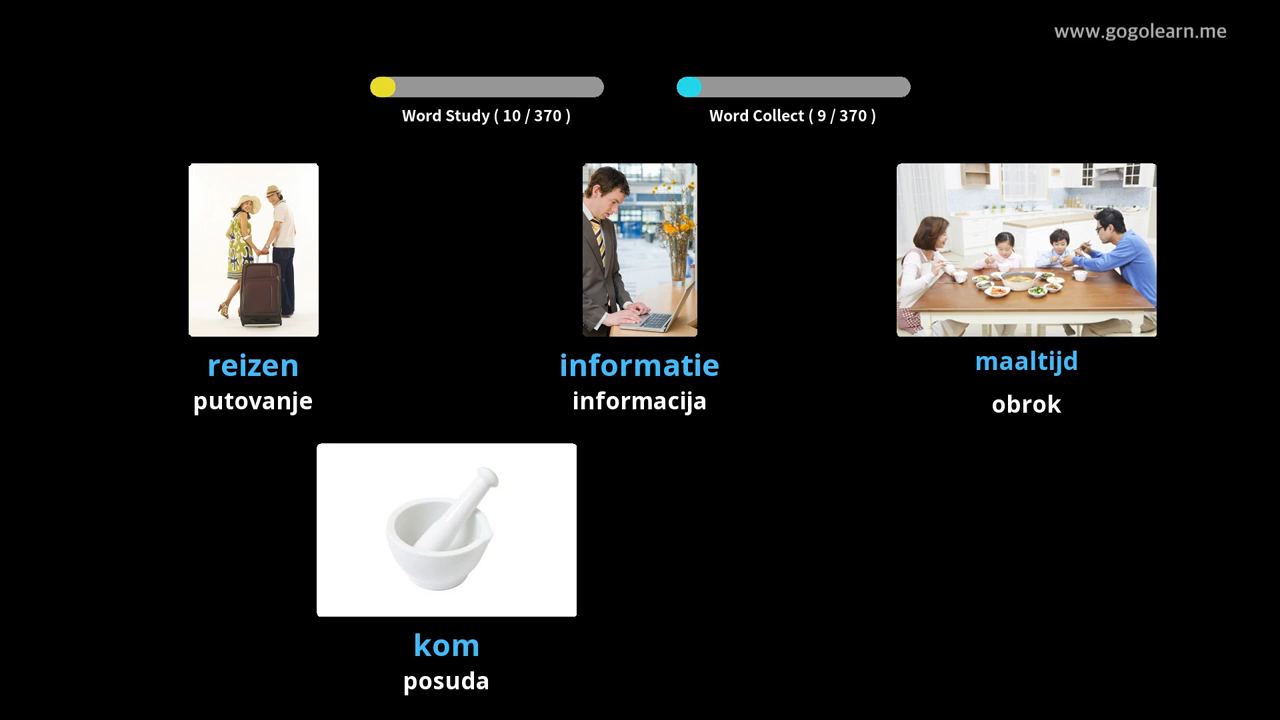 www.gogolearn.me
Word Study ( 10 / 370 )
Word Collect ( 9 / 370 )
reizen
putovanje
informatie
informacija
maaltijd
obrok
kom
posuda